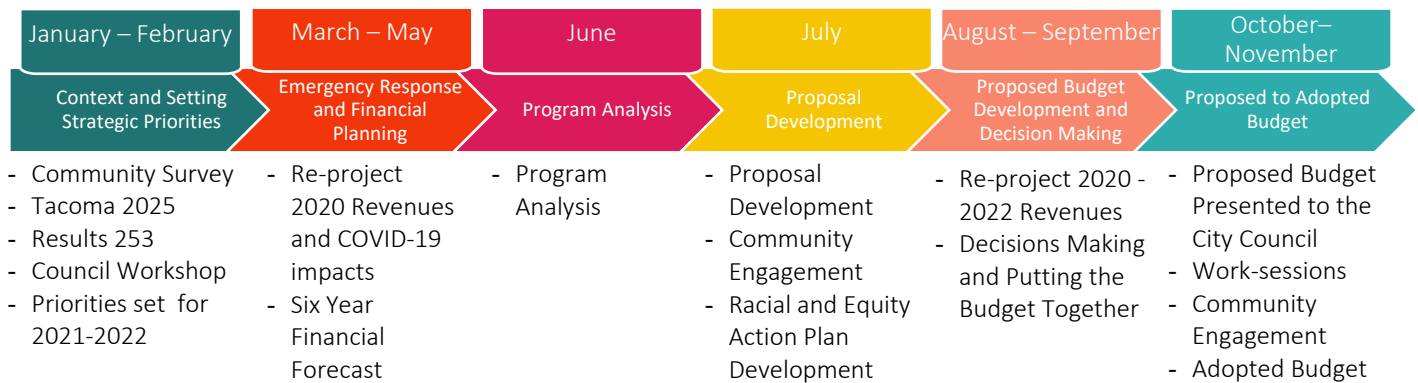 January – February
March – May
June
July
August – September
October–
November
Context and Setting
Strategic Priorities
Emergency Response
and Financial
Planning
Program Analysis
Proposal
Development
Proposed Budget
Development and
Decision Making
Proposed to Adopted
Budget
- Community Survey
- Tacoma 2025
- Results 253
- Council Workshop
- Priorities set for
2021-2022
- Re-project
2020 Revenues
and COVID-19
impacts
- Six Year
Financial
Forecast
- Program
Analysis
- Proposal
Development
- Community
Engagement
- Racial and Equity
Action Plan
Development
- Re-project 2020 -
2022 Revenues
- Decisions Making
and Putting the
Budget Together
- Proposed Budget
Presented to the
City Council
- Work-sessions
- Community
Engagement
- Adopted Budget